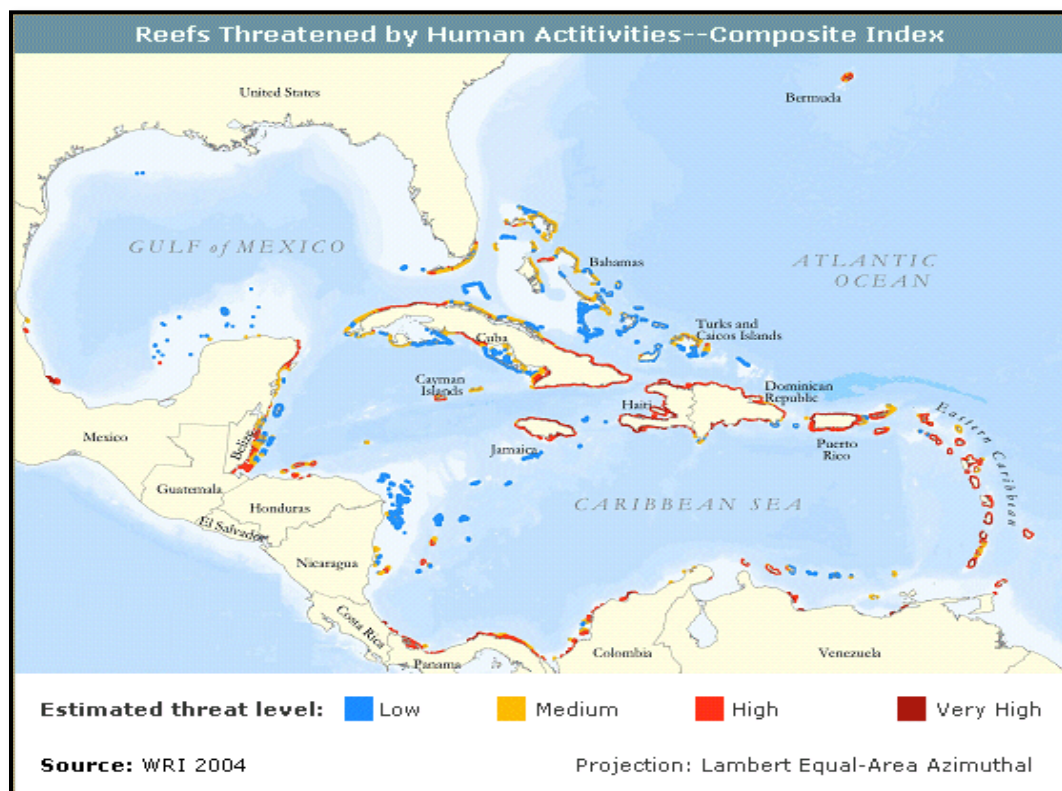 Reefs Threatened by Human Actitivities--Composite Index
United States
Bermuda
GULF of MEXICO
Bahamas
ATLANTIC
OCEAN
Turks and
Caicos Islands
Cuba
Cayman
Islands
Haiti
Dominican
Republic
Jamaica
Puerto
Rico
Eastern Caribbean
Mexico
Belize
Guatemala
Honduras
CARIBBEAN SEA
El Salvador
Nicaragua
Costa Rica
Panama
Colombia
Venezuela
Estimated threat level: Low Medium High Very High
Source: WRI 2004 Projection: Lambert Equal-Area Azimuthal